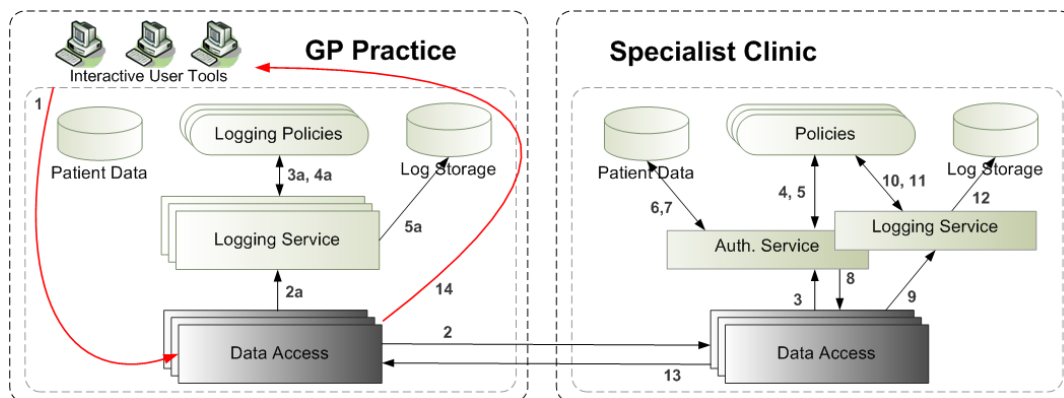 GP Practice
Interactive User Tools
1
Patient Data
Logging Policies
Log Storage
3a, 4a
5a
Logging Service
2a
14
Data Access
2
13
Specialist Clinic
Patient Data
Policies
Log Storage
6,7
4, 5
10, 11
12
Auth. Service
Logging Service
8
3
9
Data Access